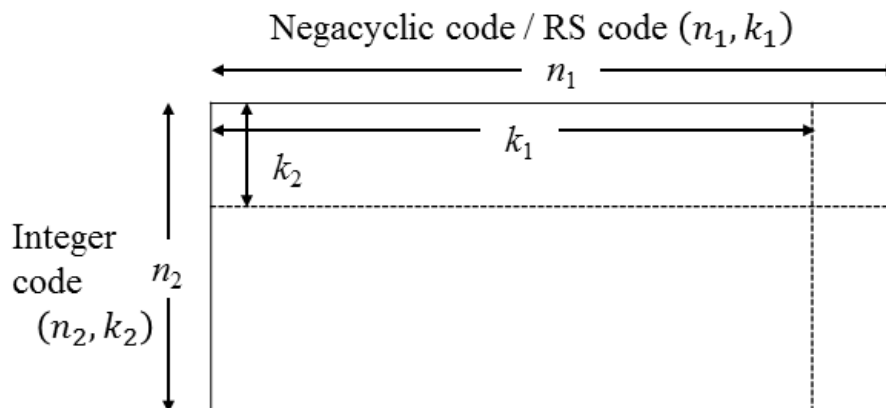 Negacyclic code / RS code (n₁, k₁)
n₁
k₁
k₂
Integer
code
n₂
(n₂, k₂)